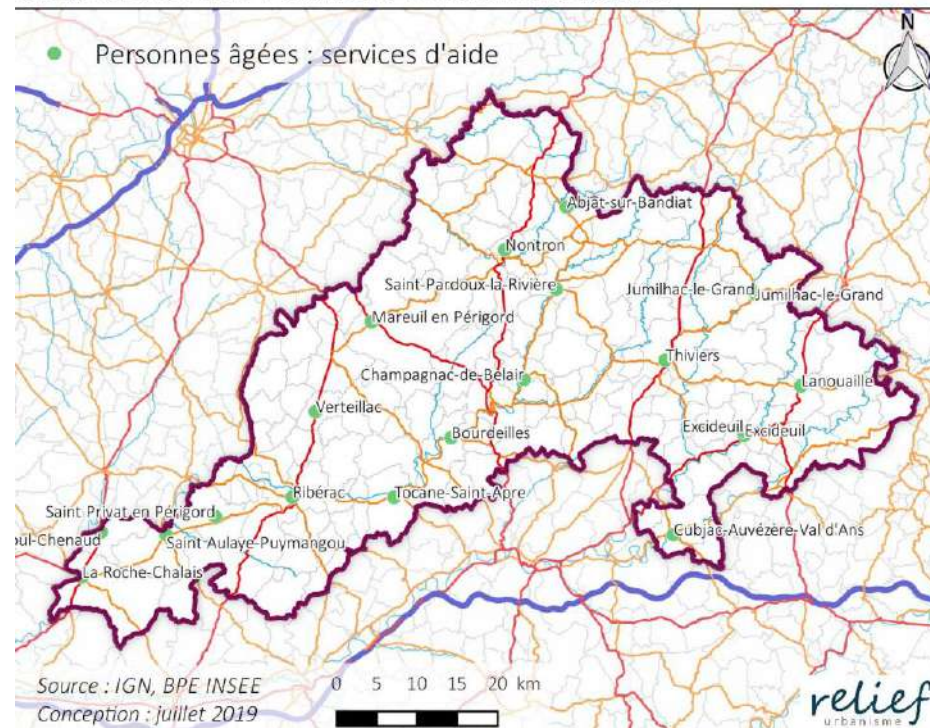 N
Personnes âgées : services d'aide
Abjat-sur-Bandiat
Nontron
Saint-Pardoux-la-Rivière
Jumilhac-le-Grand
Jumilhac-le-Grand
Mareuil en Périgord
Thiviers
Champagnac-de-Belair
Lanouaille
Verteillac
Bourdeilles
Excideuil
Excideuil
Ribérac
Tocane-Saint-Apre
Saint Privat en Périgord
oul-Chenaud
Saint Aulaye-Puymangou
Cubjac-Auvézère-Val d'Ans
La Roche-Chalais
Source : IGN, BPE INSEE
0 5 10 15 20 km
Conception : juillet 2019
relief
urbanisme